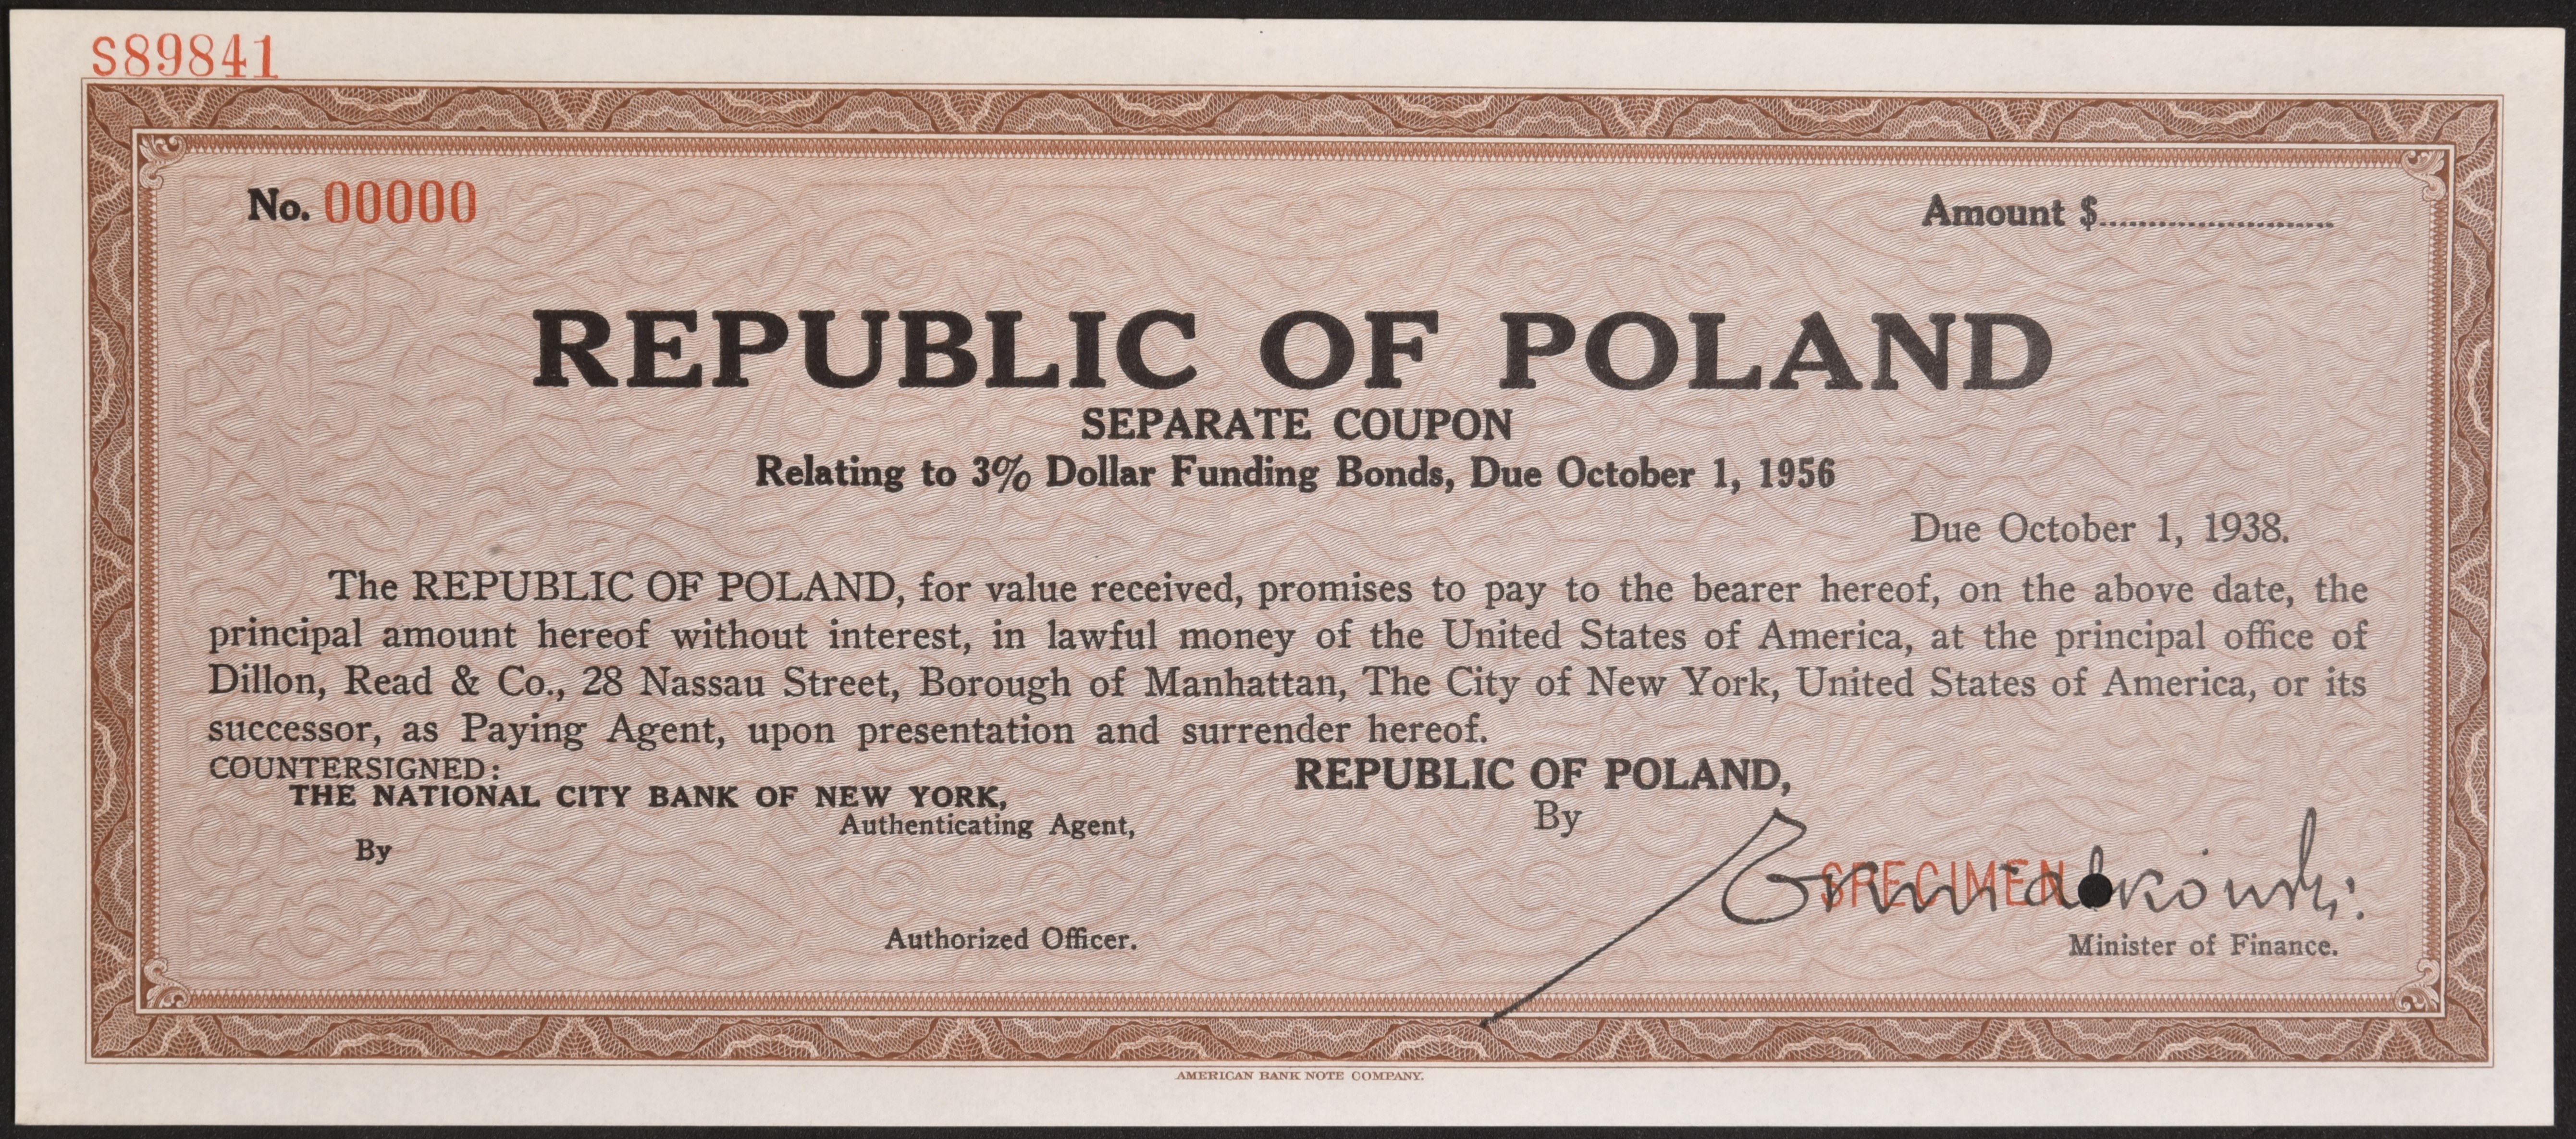 S89841
No. 00000
Amount $
REPUBLIC OF POLAND
SEPARATE COUPON
Relating to 3% Dollar Funding Bonds, Due October 1, 1956
Due October 1, 1938.
The REPUBLIC OF POLAND, for value received, promises to pay to the bearer hereof, on the above date, the
principal amount hereof without interest, in lawful money of the United States of America, at the principal office of
Dillon, Read & Co., 28 Nassau Street, Borough of Manhattan, The City of New York, United States of America, or its
successor, as Paying Agent, upon presentation and surrender hereof.
COUNTERSIGNED:
THE NATIONAL CITY BANK OF NEW YORK,
Authenticating Agent,
By
Authorized Officer.
REPUBLIC OF POLAND,
By
SPECIMEN
Minister of Finance.
AMERICAN BANK NOTE COMPANY.